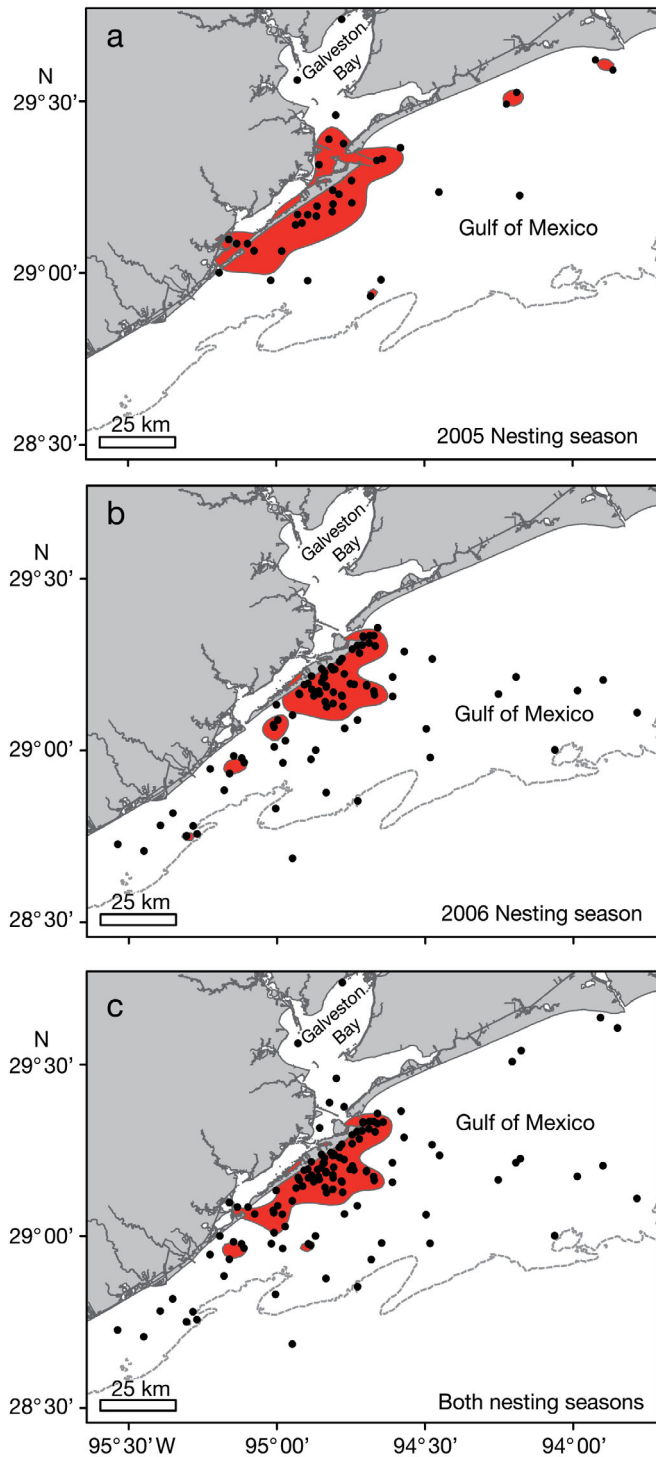 a
Galveston
Bay
N
29°30'
Gulf of Mexico
29°00'
28°30'
25 km
2005 Nesting season
b
Galveston
Bay
N
29°30'
Gulf of Mexico
29°00'
28°30'
25 km
2006 Nesting season
c
Galveston
Bay
N
29°30'
Gulf of Mexico
29°00'
28°30'
25 km
Both nesting seasons
95°30'W 95°00' 94°30' 94°00'